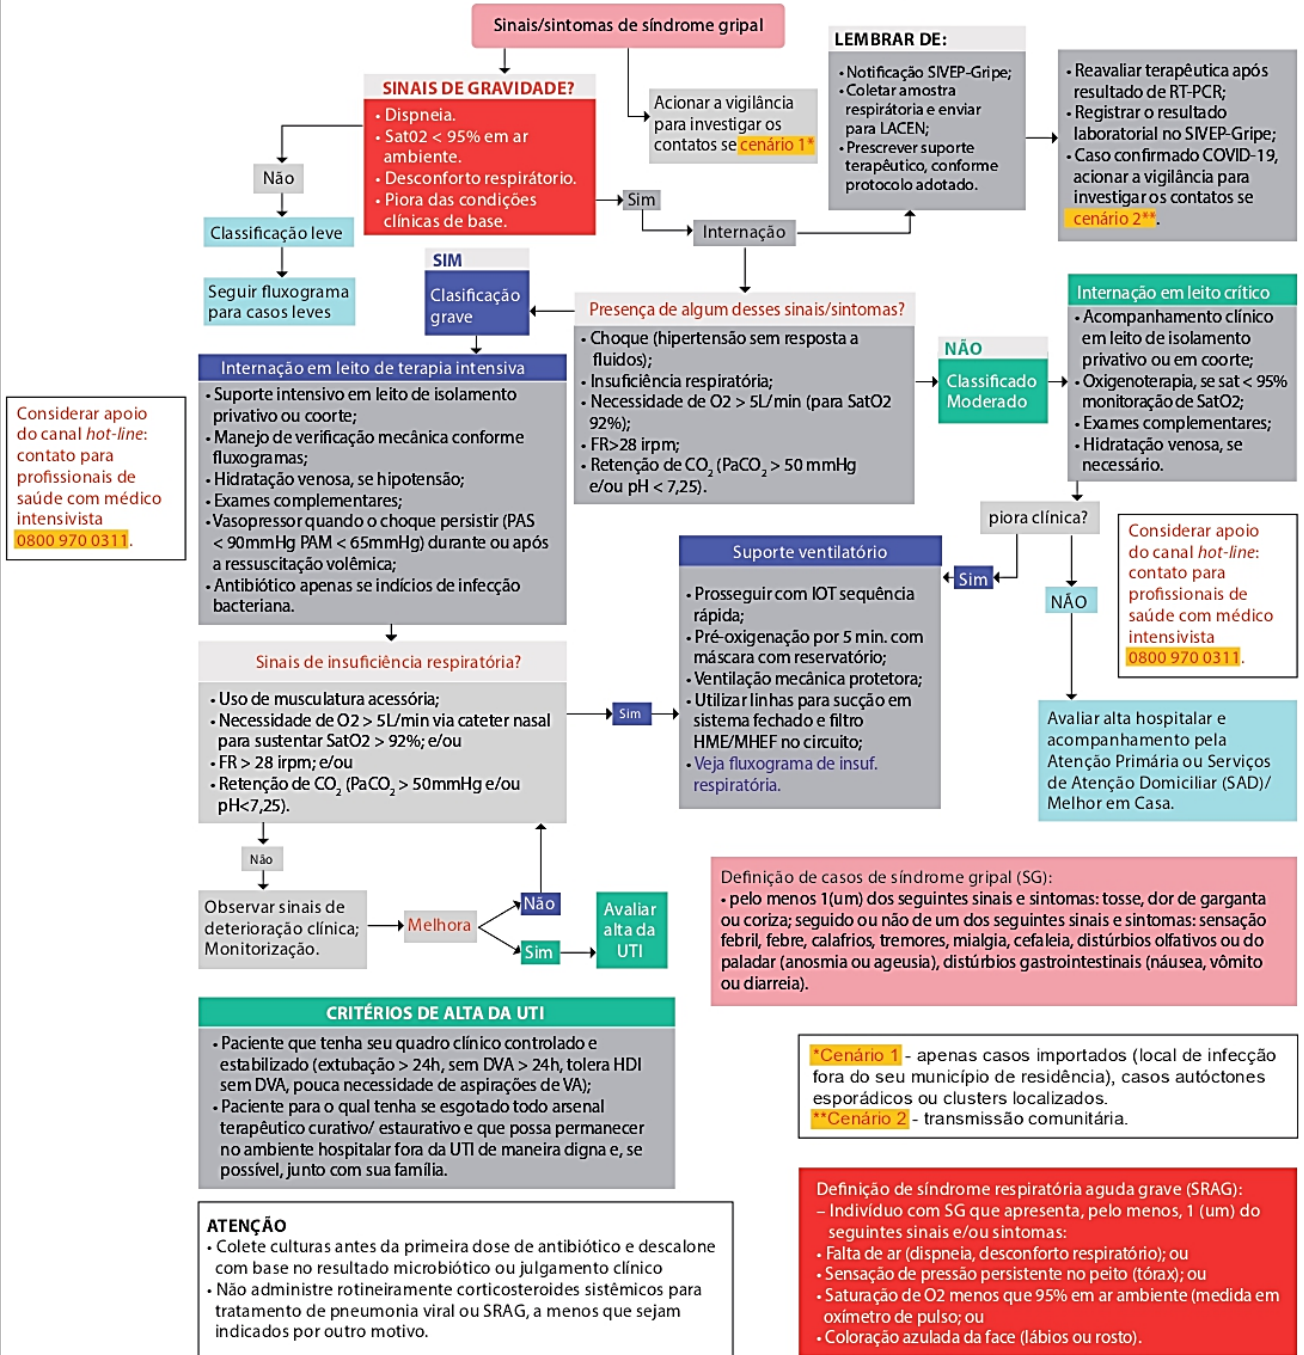 Sinais/sintomas de síndrome gripal
SINAIS DE GRAVIDADE?
• Dispneia.
• Sat02 < 95% em ar
ambiente.
• Desconforto respirátorio.
• Piora das condições
clínicas de base.
Acionar a vigilância
para investigar os
contatos se cenário 1*
LEMBRAR DE:
• Notificação SIVEP-Gripe;
• Coletar amostra
respirátoria e enviar
para LACEN;
• Prescrever suporte
terapêutico, conforme
protocolo adotado.
• Reavaliar terapêutica após
resultado de RT-PCR;
• Registrar o resultado
laboratorial no SIVEP-Gripe;
• Caso confirmado COVID-19,
acionar a vigilância para
investigar os contatos se
cenário 2**.
Não
Classificação leve
Seguir fluxograma
para casos leves
Sim
Internação
SIM
Clasificação
grave
Presença de algum desses sinais/sintomas?
• Choque (hipertensão sem resposta a
fluidos);
• Insuficiência respiratória;
• Necessidade de O2 > 5L/min (para SatO2
92%);
• FR>28 irpm;
• Retenção de CO2 (PaCO2 > 50 mmHg
e/ou pH < 7,25).
NÃO
Classificado
Moderado
Internação em leito crítico
• Acompanhamento clínico
em leito de isolamento
privativo ou em coorte;
• Oxigenoterapia, se sat < 95%
monitoração de SatO2;
• Exames complementares;
• Hidratação venosa, se
necessário.
Internação em leito de terapia intensiva
• Suporte intensivo em leito de isolamento
privativo ou coorte;
• Manejo de verificação mecânica conforme
fluxogramas;
• Hidratação venosa, se hipotensão;
• Exames complementares;
• Vasopressor quando o choque persistir (PAS
< 90mmHg PAM < 65mmHg) durante ou após
a ressuscitação volêmica;
• Antibiótico apenas se indícios de infecção
bacteriana.
Considerar apoio
do canal hot-line:
contato para
profissionais de
saúde com médico
intensivista
0800 970 0311.
piora clínica?
Sim
NÃO
Considerar apoio
do canal hot-line:
contato para
profissionais de
saúde com médico
intensivista
0800 970 0311.
Suporte ventilatório
• Prosseguir com IOT sequência
rápida;
• Pré-oxigenação por 5 min. com
máscara com reservatório;
• Ventilação mecânica protetora;
• Utilizar linhas para sucção em
sistema fechado e filtro
HME/MHEF no circuito;
• Veja fluxograma de insuf.
respiratória.
Sinais de insuficiência respiratória?
• Uso de musculatura acessória;
• Necessidade de O2 > 5L/min via cateter nasal
para sustentar SatO2 > 92%; e/ou
• FR > 28 irpm; e/ou
• Retenção de CO2 (PaCO2 > 50mmHg e/ou
pH<7,25).
Sim
Avaliar alta hospitalar e
acompanhamento pela
Atenção Primária ou Serviços
de Atenção Domiciliar (SAD)/
Melhor em Casa.
Não
Observar sinais de
deterioração clínica;
Monitorização.
Melhora
Não
Sim
Avaliar
alta da
UTI
Definição de casos de síndrome gripal (SG):
• pelo menos 1(um) dos seguintes sinais e sintomas: tosse, dor de garganta
ou coriza; seguido ou não de um dos seguintes sinais e sintomas: sensação
febril, febre, calafrios, tremores, mialgia, cefaleia, distúrbios olfativos ou do
paladar (anosmia ou ageusia), distúrbios gastrointestinais (náusea, vômito
ou diarreia).
CRITÉRIOS DE ALTA DA UTI
• Paciente que tenha seu quadro clínico controlado e
estabilizado (extubação > 24h, sem DVA > 24h, tolera HDI
sem DVA, pouca necessidade de aspirações de VA);
• Paciente para o qual tenha se esgotado todo arsenal
terapêutico curativo/ estaurativo e que possa permanecer
no ambiente hospitalar fora da UTI de maneira digna e, se
possível, junto com sua família.
*Cenário 1 - apenas casos importados (local de infecção
fora do seu município de residência), casos autóctones
esporádicos ou clusters localizados.
**Cenário 2 - transmissão comunitária.
ATENÇÃO
• Colete culturas antes da primeira dose de antibiótico e descalone
com base no resultado microbiótico ou julgamento clínico
• Não administre rotineiramente corticosteroides sistêmicos para
tratamento de pneumonia viral ou SRAG, a menos que sejam
indicados por outro motivo.
Definição de síndrome respiratória aguda grave (SRAG):
– Indivíduo com SG que apresenta, pelo menos, 1 (um) do
seguintes sinais e/ou sintomas:
• Falta de ar (dispneia, desconforto respiratório); ou
• Sensação de pressão persistente no peito (tórax); ou
• Saturação de O2 menos que 95% em ar ambiente (medida em
oxímetro de pulso; ou
• Coloração azulada da face (lábios ou rosto).